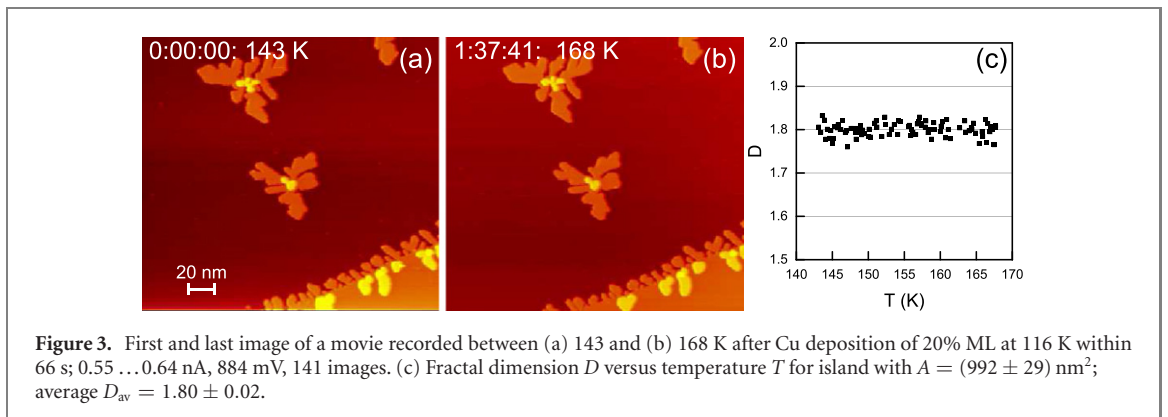 0:00:00: 143 K (a)
20 nm
1:37:41: 168 K (b)
(c)
2.0
1.9
1.8
1.7
1.6
1.5
D
140 145 150 155 160 165 170
T (K)
Figure 3. First and last image of a movie recorded between (a) 143 and (b) 168 K after Cu deposition of 20% ML at 116 K within
66 s; 0.55 … 0.64 nA, 884 mV, 141 images. (c) Fractal dimension D versus temperature T for island with A = (992 ± 29) nm²;
average Dav = 1.80 ± 0.02.